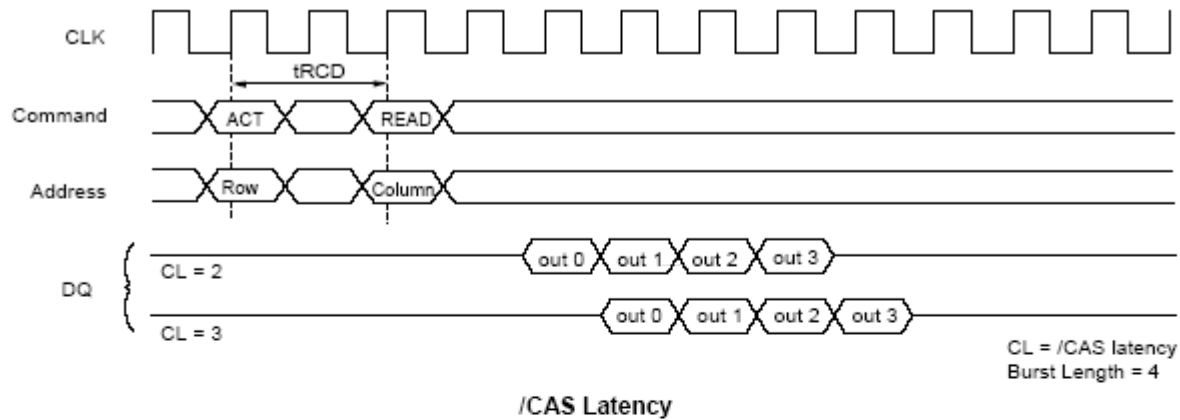 CLK
tRCD
Command ACT READ
Address Row Column
DQ
CL = 2 out 0 out 1 out 2 out 3
CL = 3 out 0 out 1 out 2 out 3
CL = /CAS latency
Burst Length = 4
/CAS Latency